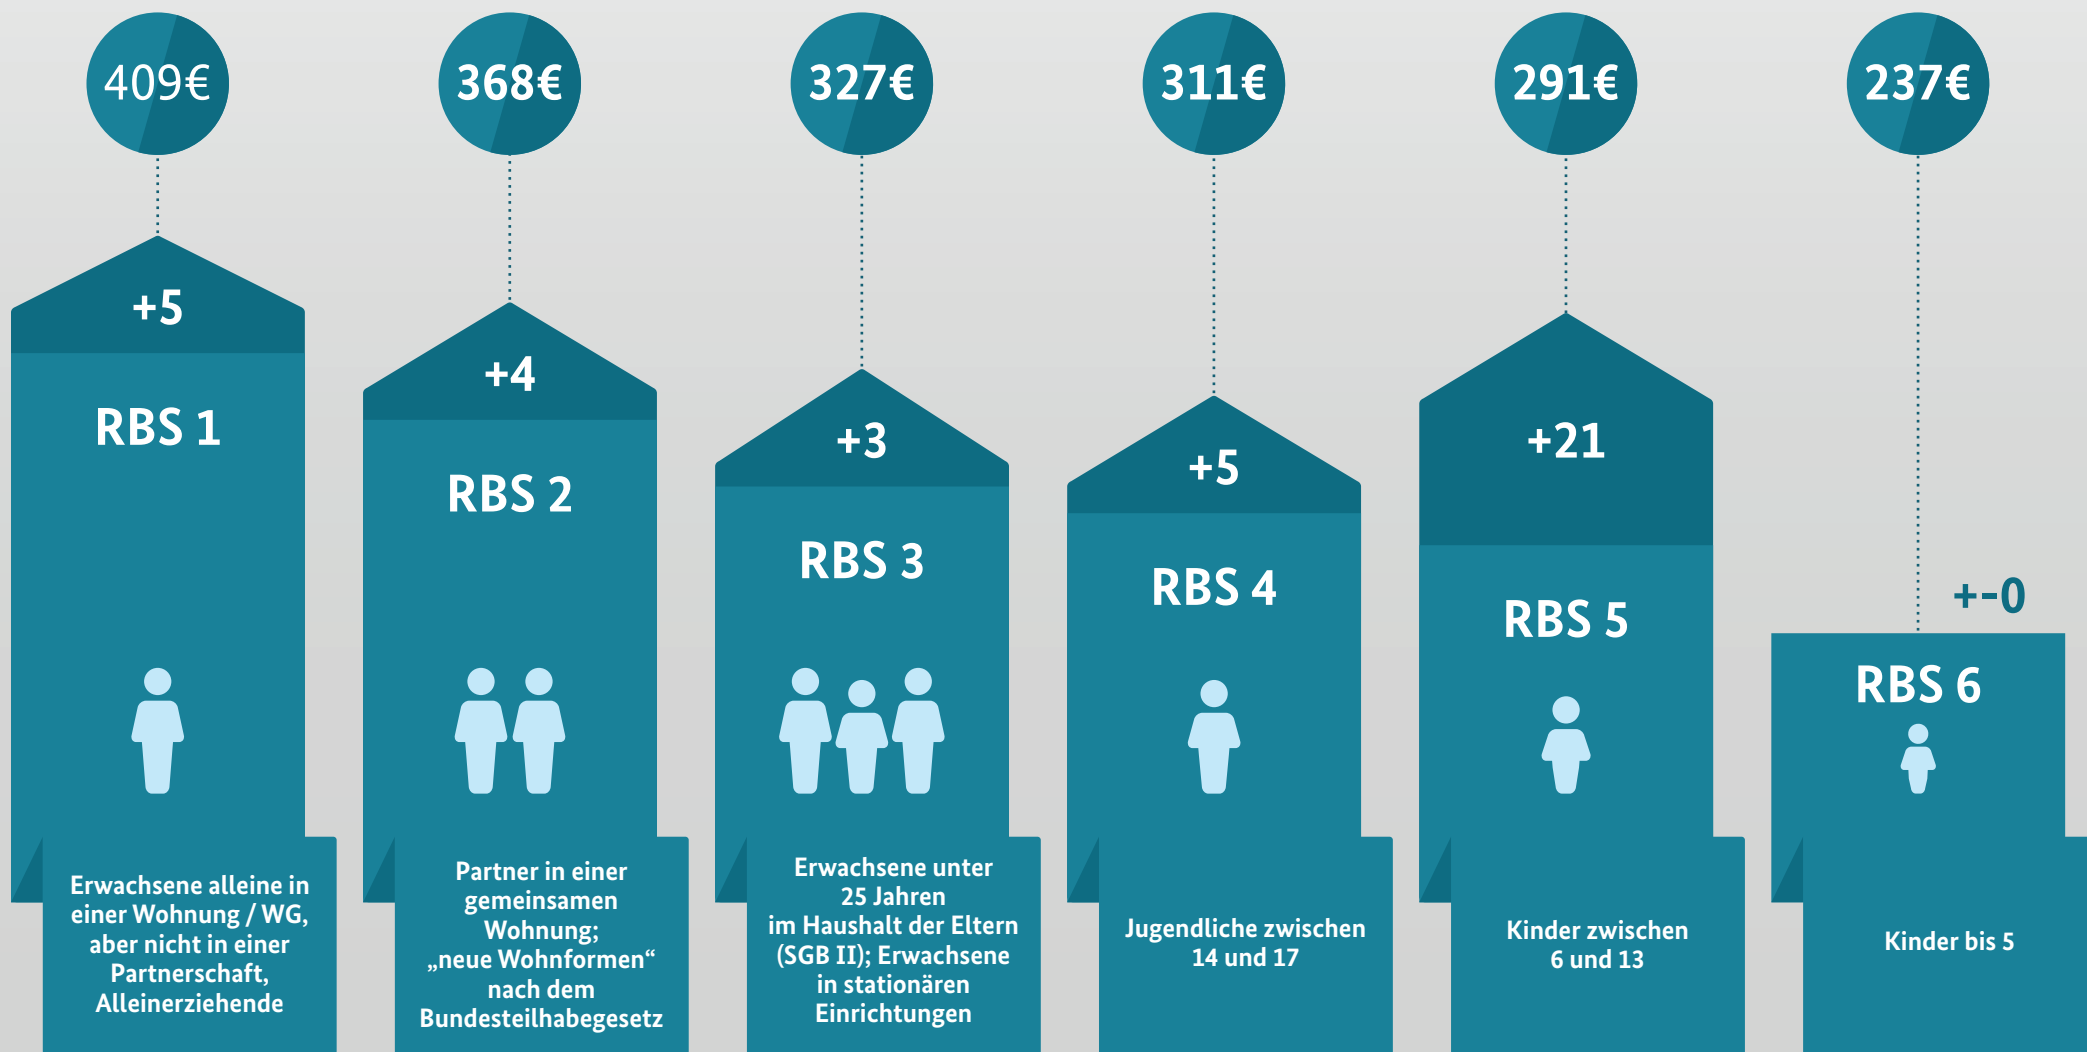 409€
368€
327€
311€
291€
237€
+5
RBS 1
Erwachsene alleine in
einer Wohnung / WG,
aber nicht in einer
Partnerschaft,
Alleinerziehende
+4
RBS 2
Partner in einer
gemeinsamen
Wohnung;
„neue Wohnformen“
nach dem
Bundesteilhabegesetz
+3
RBS 3
Erwachsene unter
25 Jahren
im Haushalt der Eltern
(SGB II); Erwachsene
in stationären
Einrichtungen
+5
RBS 4
Jugendliche zwischen
14 und 17
+21
RBS 5
Kinder zwischen
6 und 13
+-0
RBS 6
Kinder bis 5